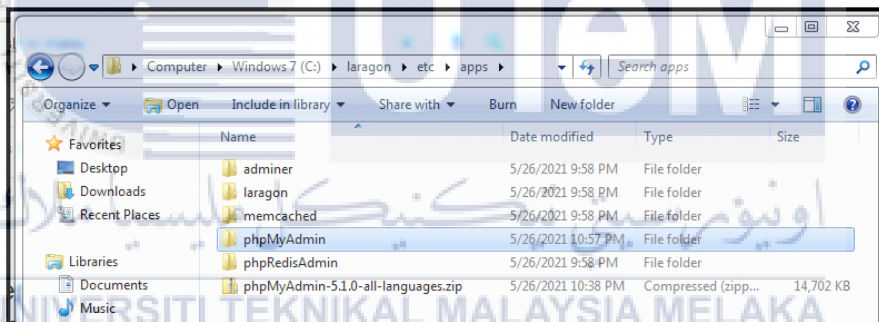 UTeM
Computer ▸ Windows 7 (C:) ▸ laragon ▸ etc ▸ apps ▸ Search apps
Organize Open Include in library Share with Burn New folder
Name Date modified Type Size
Favorites
Desktop adminer 5/26/2021 9:58 PM File folder
Downloads laragon 5/26/2021 9:58 PM File folder
Recent Places memcached 5/26/2021 9:58 PM File folder
phpMyAdmin 5/26/2021 10:57 PM File folder
Libraries phpRedisAdmin 5/26/2021 9:58 PM File folder
Documents phpMyAdmin-5.1.0-all-languages.zip 5/26/2021 10:38 PM Compressed (zipp... 14,702 KB
Music
اونيۏرسيتي تيكنيكل مليسيا ملاك
UNIVERSITI TEKNIKAL MALAYSIA MELAKA